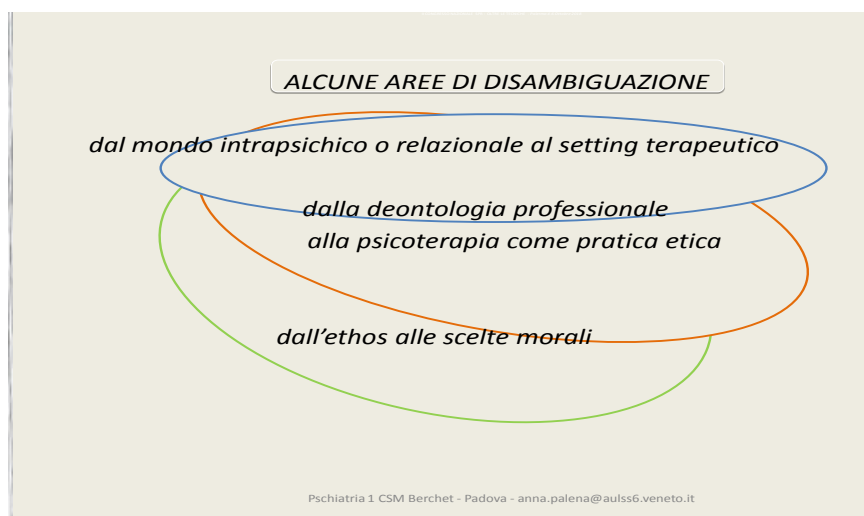 ALCUNE AREE DI DISAMBIGUAZIONE
dal mondo intrapsichico o relazionale al setting terapeutico
dalla deontologia professionale
alla psicoterapia come pratica etica
dall'ethos alle scelte morali
Pschiatria 1 CSM Berchet - Padova - anna.palena@aulss6.veneto.it